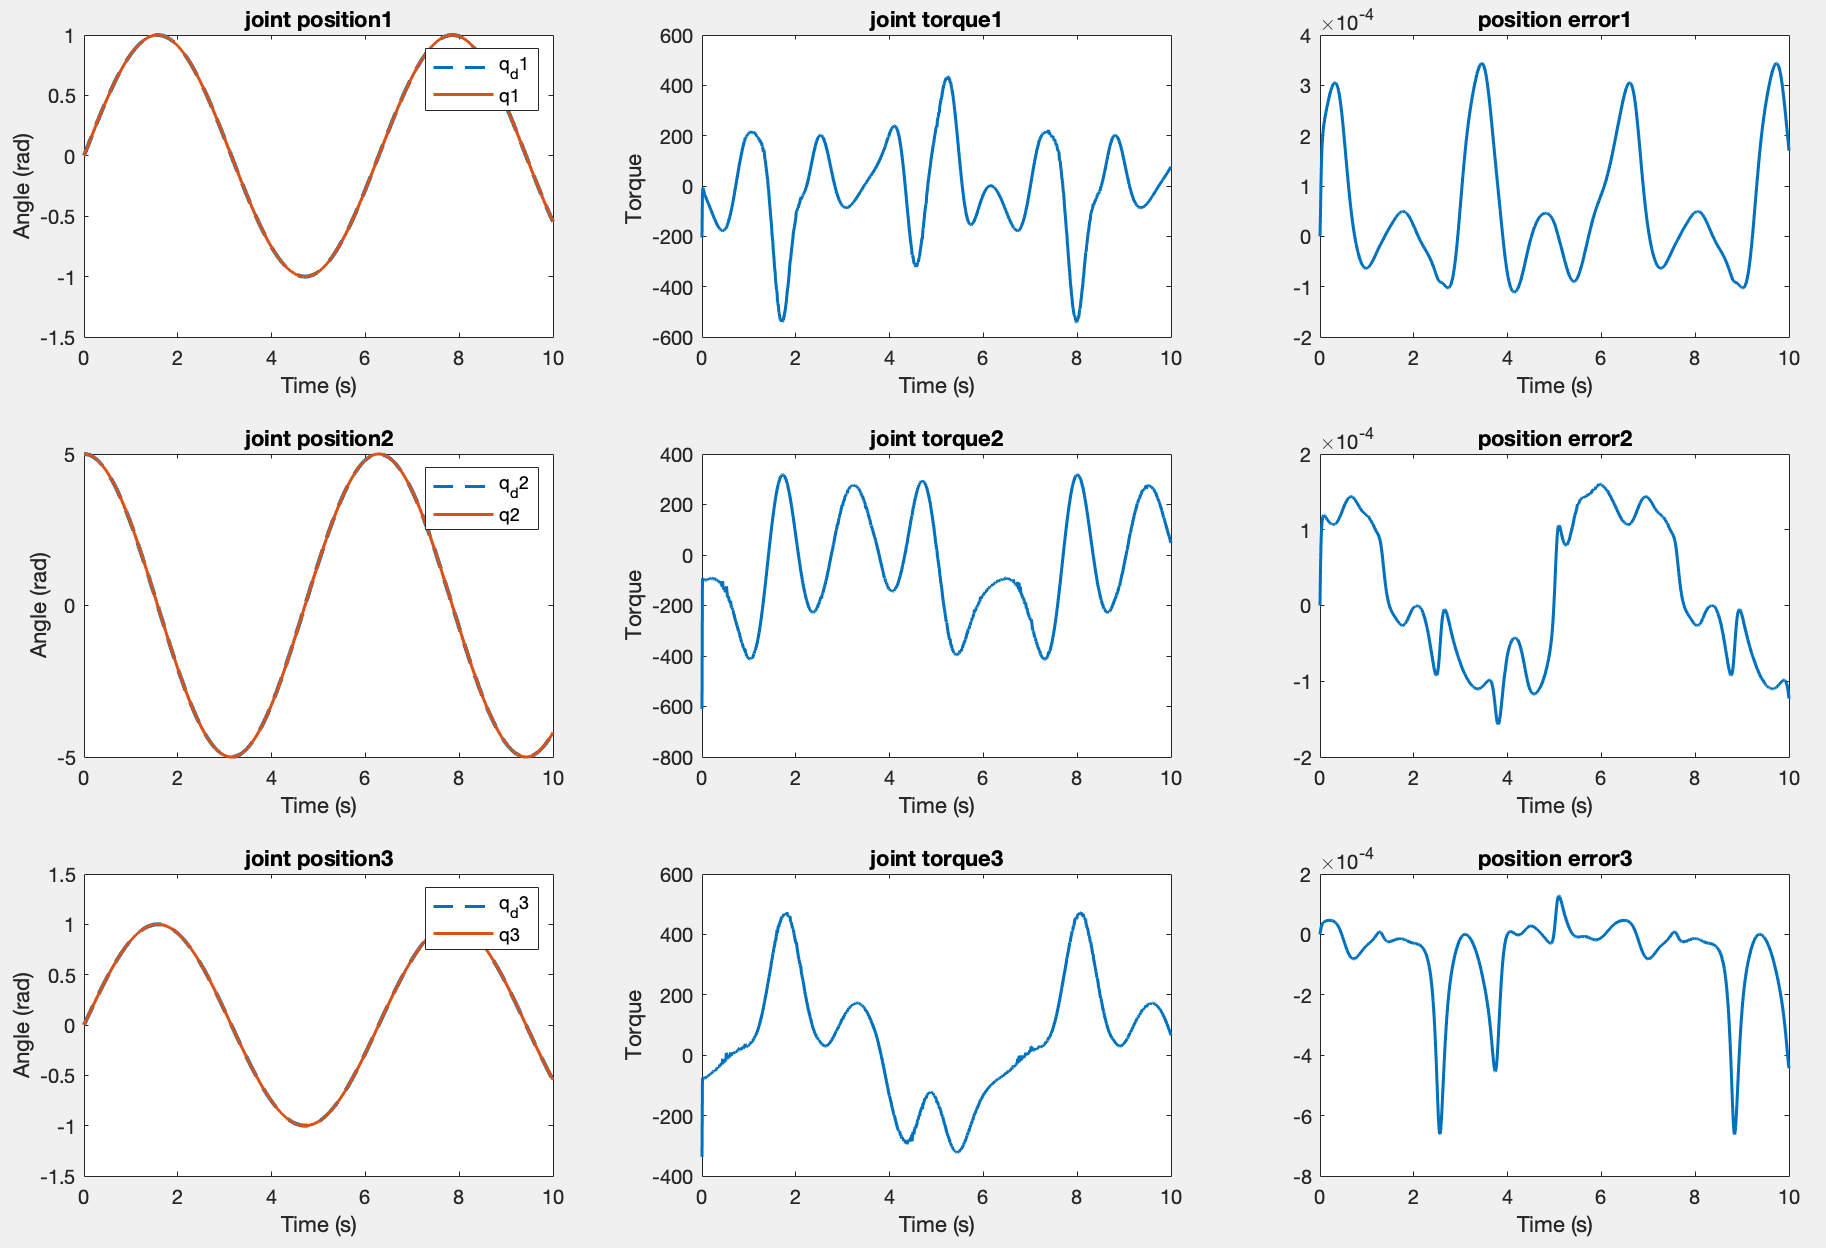 joint position1
1
0.5
0
-0.5
-1
-1.5
Angle (rad)
q_d1
q1
0 2 4 6 8 10
Time (s)
joint torque1
600
400
200
0
-200
-400
-600
Torque
0 2 4 6 8 10
Time (s)
position error1
×10^-4
4
3
2
1
0
-1
-2
0 2 4 6 8 10
Time (s)
joint position2
5
0
-5
Angle (rad)
q_d2
q2
0 2 4 6 8 10
Time (s)
joint torque2
400
200
0
-200
-400
-600
-800
Torque
0 2 4 6 8 10
Time (s)
position error2
×10^-4
2
1
0
-1
-2
0 2 4 6 8 10
Time (s)
joint position3
1.5
1
0.5
0
-0.5
-1
-1.5
Angle (rad)
q_d3
q3
0 2 4 6 8 10
Time (s)
joint torque3
600
400
200
0
-200
-400
Torque
0 2 4 6 8 10
Time (s)
position error3
×10^-4
2
0
-2
-4
-6
-8
0 2 4 6 8 10
Time (s)